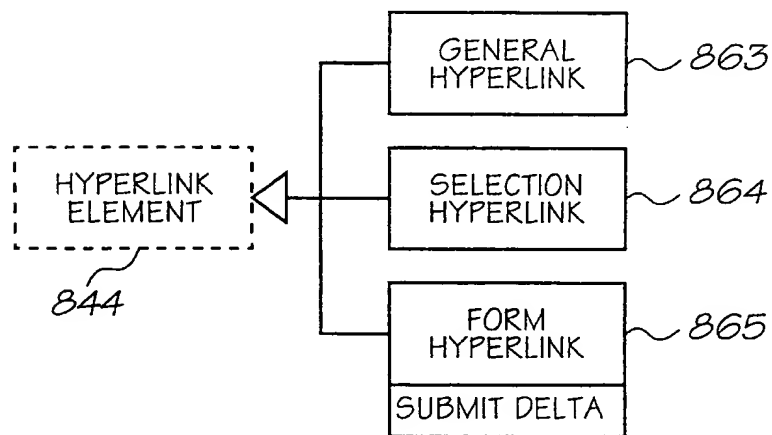 GENERAL
HYPERLINK
863
HYPERLINK
ELEMENT
844
SELECTION
HYPERLINK
864
FORM
HYPERLINK
865
SUBMIT DELTA